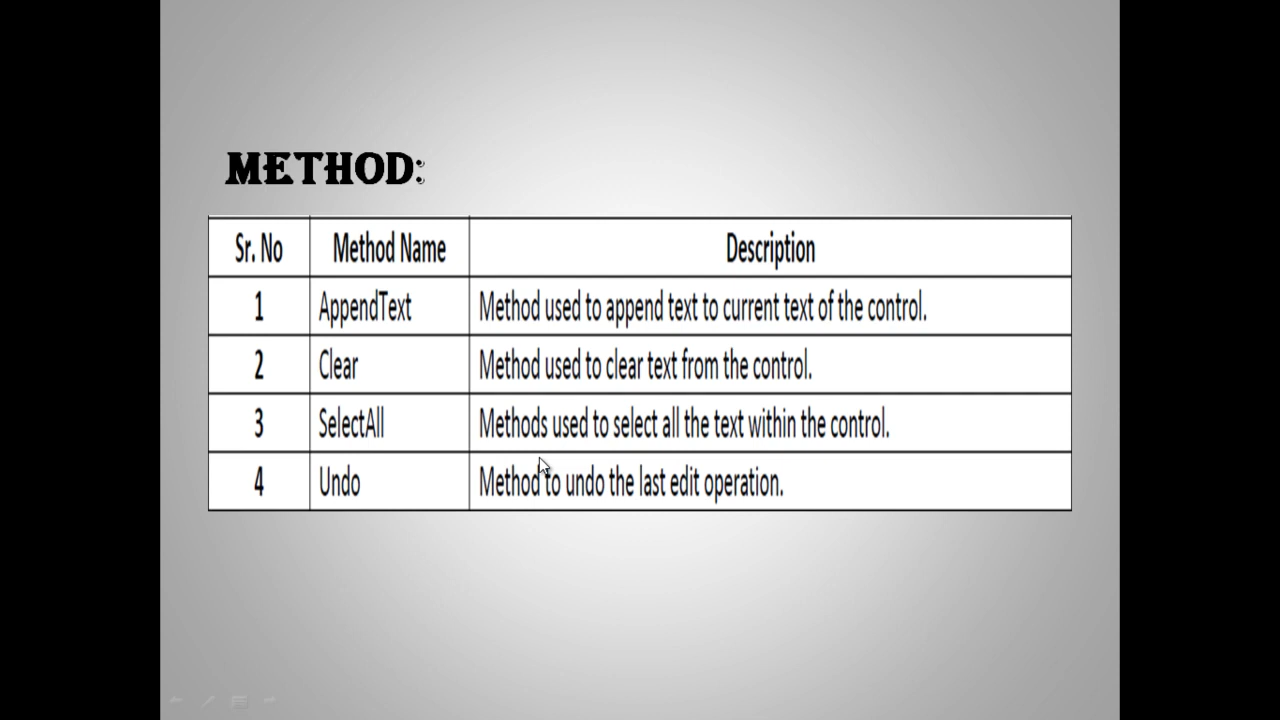 METHOD:
Sr. No Method Name Description
1 AppendText Method used to append text to current text of the control.
2 Clear Method used to clear text from the control.
3 SelectAll Methods used to select all the text within the control.
4 Undo Method to undo the last edit operation.